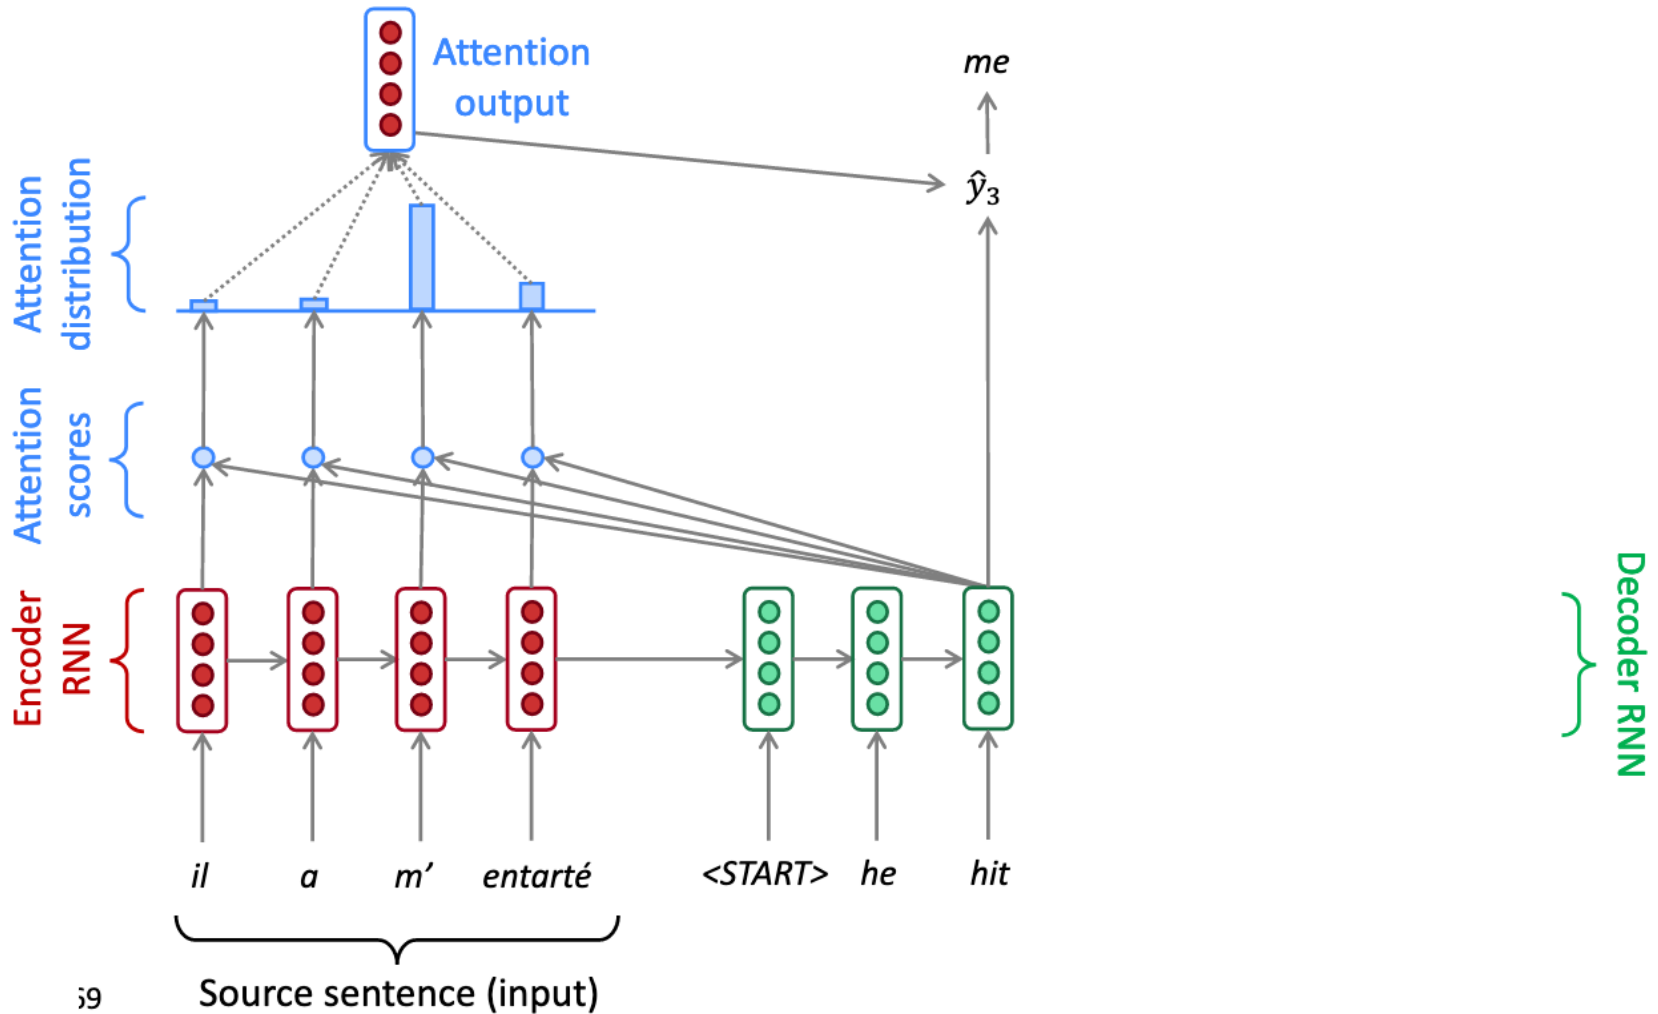 Attention
output
me
Attention
distribution
ŷ₃
Attention
scores
Encoder
RNN
Decoder RNN
il a m’ entarté <START> he hit
Source sentence (input)